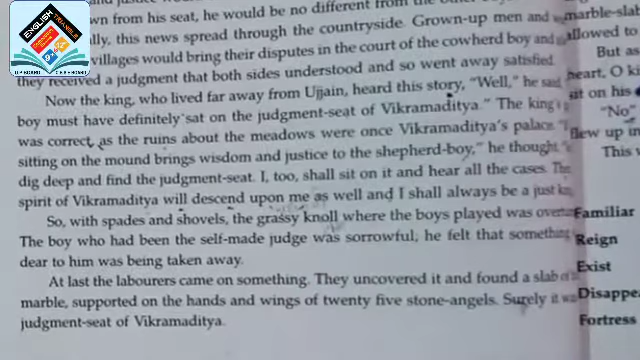 ENGLISH TRIANGLE
U.P BOARD C.B.S.E BOARD
wn from his seat, he would be no different from the
lly, this news spread through the countryside. Grown-up men and
villages would bring their disputes in the court of the cowherd boy and
they received a judgment that both sides understood and so went away satisfied.
Now the king, who lived far away from Ujjain, heard this story, "Well," he said
boy must have definitely sat on the judgment-seat of Vikramaditya." The king's
was correct, as the ruins about the meadows were once Vikramaditya's palace.
sitting on the mound brings wisdom and justice to the shepherd-boy," he thought.
dig deep and find the judgment-seat. I, too, shall sit on it and hear all the cases. The
spirit of Vikramaditya will descend upon me as well and I shall always be a just
So, with spades and shovels, the grassy knoll where the boys played was
The boy who had been the self-made judge was sorrowful; he felt that something
dear to him was being taken away.
At last the labourers came on something. They uncovered it and found a slab of
marble, supported on the hands and wings of twenty five stone-angels. Surely it was
judgment-seat of Vikramaditya.
marble-slab
allowed to
But as
heart, O ki
sit on his
"No"
flew up in
This
Familiar
Reign
Exist
Disappe
Fortress